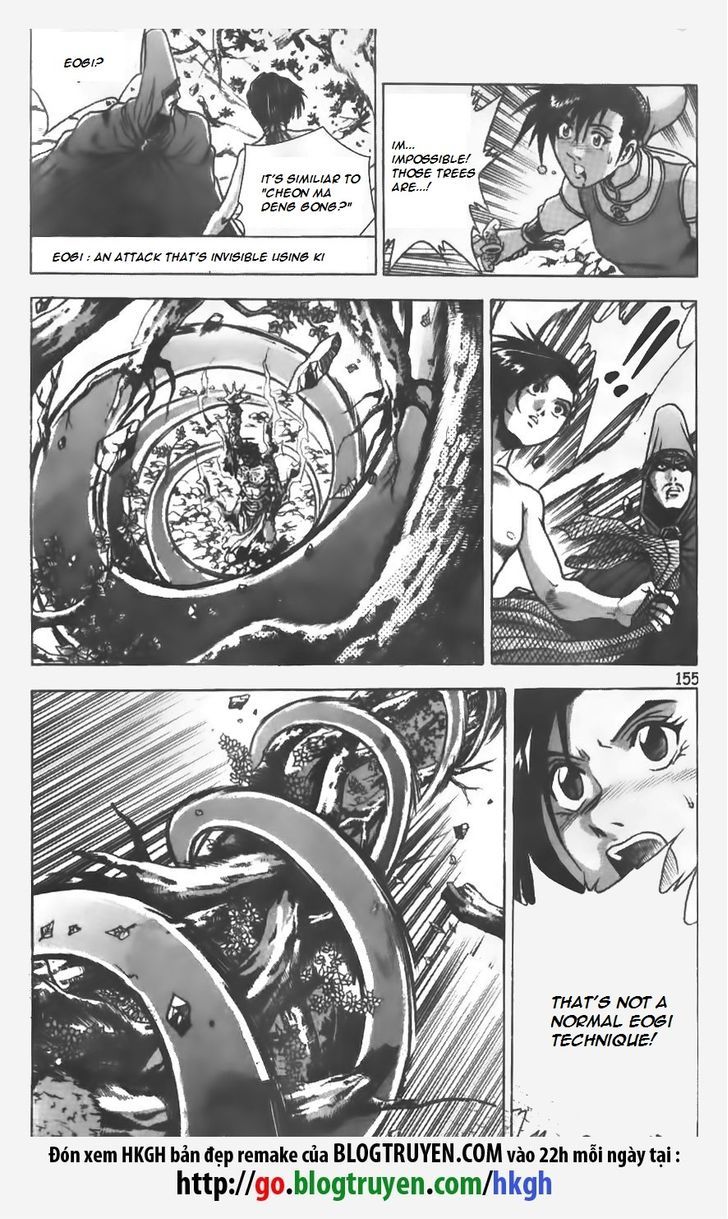 EOGI?
IT'S SIMILIAR TO
"CHEON MA
DENG GONG?"
EOGI : AN ATTACK THAT'S INVISIBLE USING KI
IM...
IMPOSSIBLE!
THOSE TREES
ARE...!
!!
155
THAT'S NOT A
NORMAL EOGI
TECHNIQUE!
Đón xem HKGH bản đẹp remake của BLOGTRUYEN.COM vào 22h mỗi ngày tại :
http://go.blogtruyen.com/hkgh